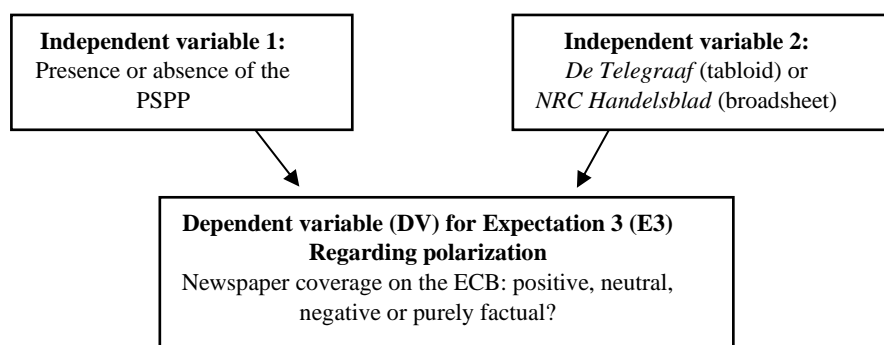 Independent variable 1:
Presence or absence of the
PSPP
Independent variable 2:
De Telegraaf (tabloid) or
NRC Handelsblad (broadsheet)
Dependent variable (DV) for Expectation 3 (E3)
Regarding polarization
Newspaper coverage on the ECB: positive, neutral,
negative or purely factual?